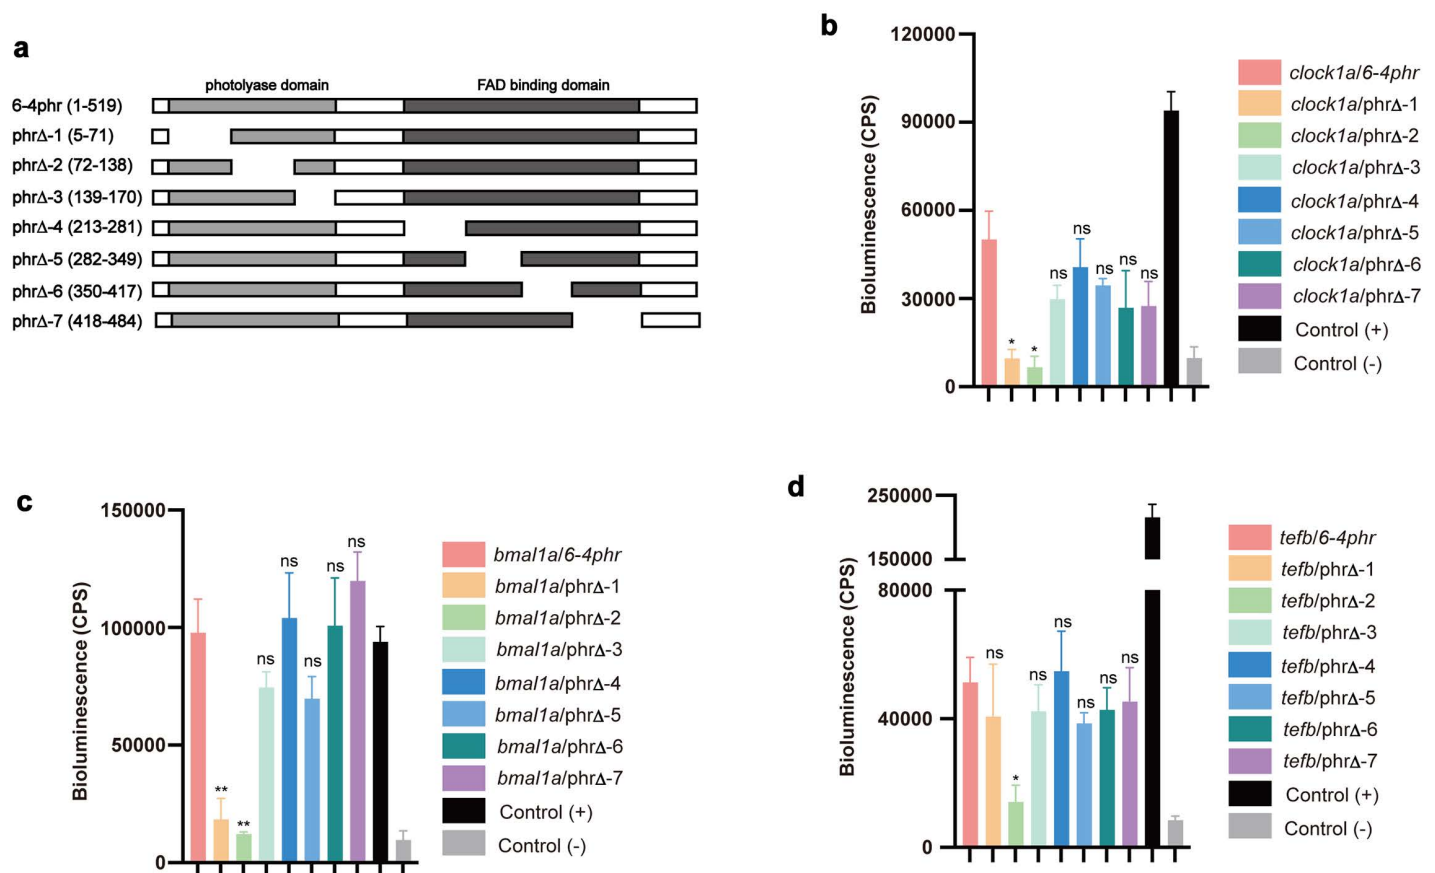 a
photolyase domain FAD binding domain
6-4phr (1-519)
phrΔ-1 (5-71)
phrΔ-2 (72-138)
phrΔ-3 (139-170)
phrΔ-4 (213-281)
phrΔ-5 (282-349)
phrΔ-6 (350-417)
phrΔ-7 (418-484)
b
Bioluminescence (CPS)
120000
90000
60000
30000
0
* * ns ns ns ns ns
clock1a/6-4phr
clock1a/phrΔ-1
clock1a/phrΔ-2
clock1a/phrΔ-3
clock1a/phrΔ-4
clock1a/phrΔ-5
clock1a/phrΔ-6
clock1a/phrΔ-7
Control (+)
Control (-)
c
Bioluminescence (CPS)
150000
100000
50000
0
** ** ns ns ns ns ns
bmal1a/6-4phr
bmal1a/phrΔ-1
bmal1a/phrΔ-2
bmal1a/phrΔ-3
bmal1a/phrΔ-4
bmal1a/phrΔ-5
bmal1a/phrΔ-6
bmal1a/phrΔ-7
Control (+)
Control (-)
d
Bioluminescence (CPS)
250000
150000
80000
40000
0
ns * ns ns ns ns ns
tefb/6-4phr
tefb/phrΔ-1
tefb/phrΔ-2
tefb/phrΔ-3
tefb/phrΔ-4
tefb/phrΔ-5
tefb/phrΔ-6
tefb/phrΔ-7
Control (+)
Control (-)